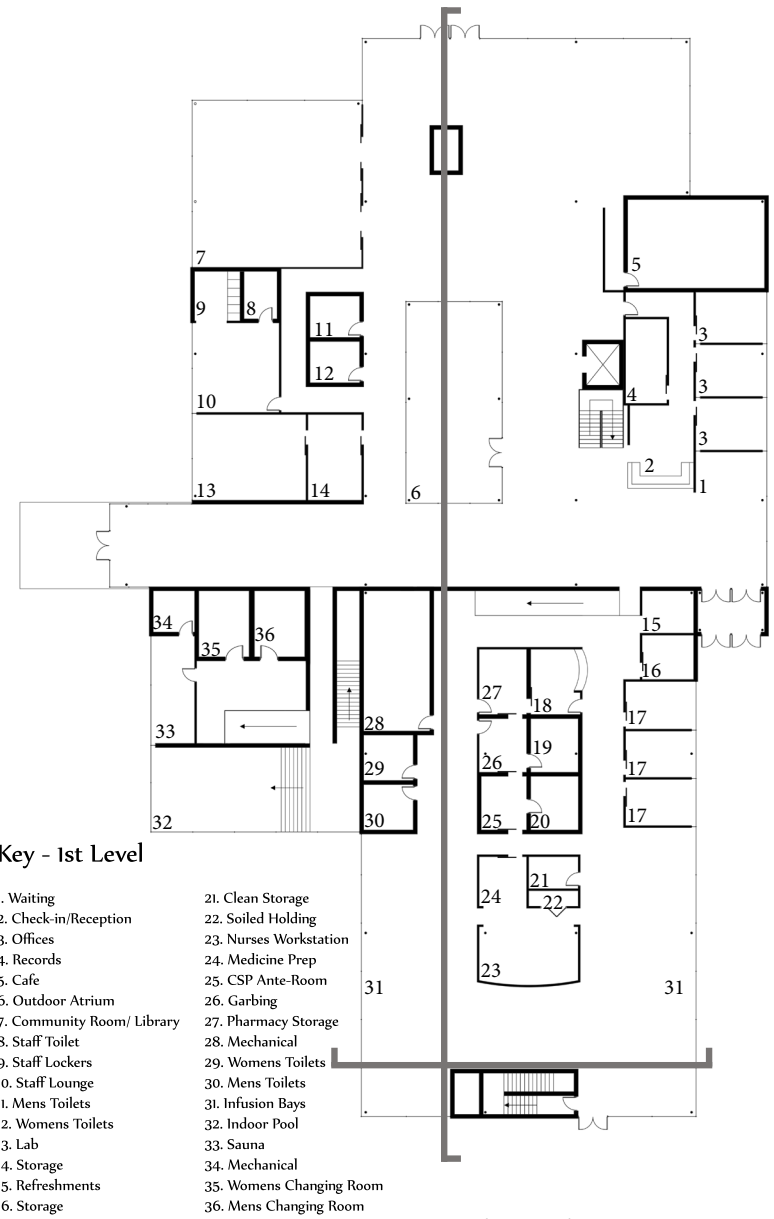 7
5
9
8
3
11
3
12
4
10
3
2
13
14
6
1
34
35
36
15
16
27
18
17
33
28
19
26
17
29
32
30
25
20
17
Key - 1st Level
21
24
22
23
31
31
. Waiting
2. Check-in/Reception
3. Offices
4. Records
5. Cafe
6. Outdoor Atrium
7. Community Room/ Library
8. Staff Toilet
9. Staff Lockers
0. Staff Lounge
1. Mens Toilets
2. Womens Toilets
3. Lab
4. Storage
5. Refreshments
6. Storage
21. Clean Storage
22. Soiled Holding
23. Nurses Workstation
24. Medicine Prep
25. CSP Ante-Room
26. Garbing
27. Pharmacy Storage
28. Mechanical
29. Womens Toilets
30. Mens Toilets
31. Infusion Bays
32. Indoor Pool
33. Sauna
34. Mechanical
35. Womens Changing Room
36. Mens Changing Room